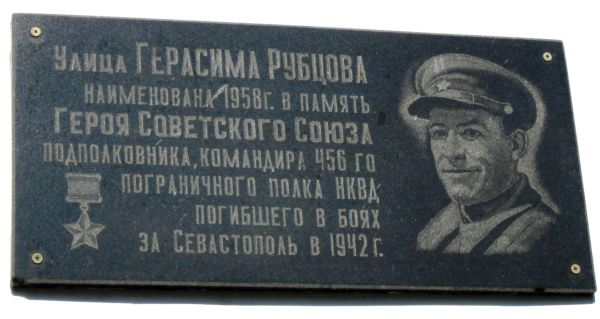 Улица Герасима Рубцова
наименована 1958г. в память
Героя Советского Союза
подполковника, командира 456 го
пограничного полка НКВД
погибшего в боях
за Севастополь в 1942 г.